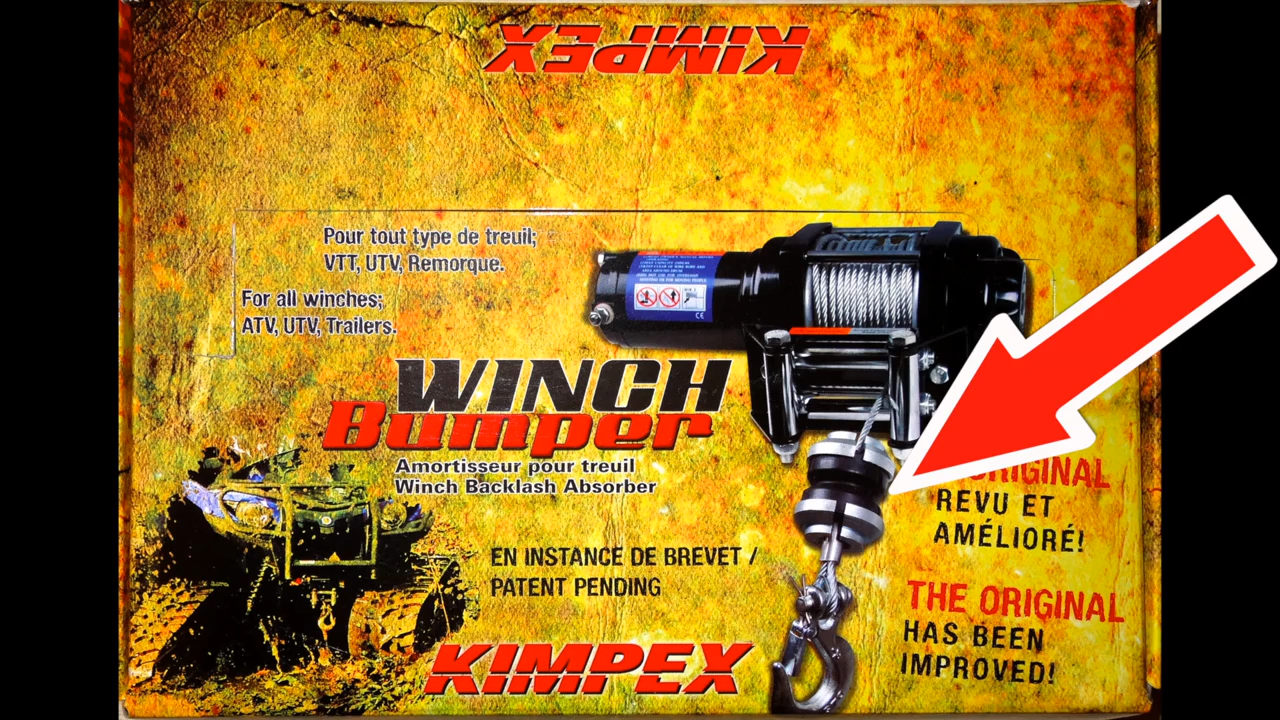 KIMPEX
Pour tout type de treuil;
VTT, UTV, Remorque.
For all winches;
ATV, UTV, Trailers.
WINCH
Bumper
Amortisseur pour treuil
Winch Backlash Absorber
ORIGINAL
REVU ET
AMÉLIORÉ!
EN INSTANCE DE BREVET /
PATENT PENDING
THE ORIGINAL
HAS BEEN
IMPROVED!
KIMPEX